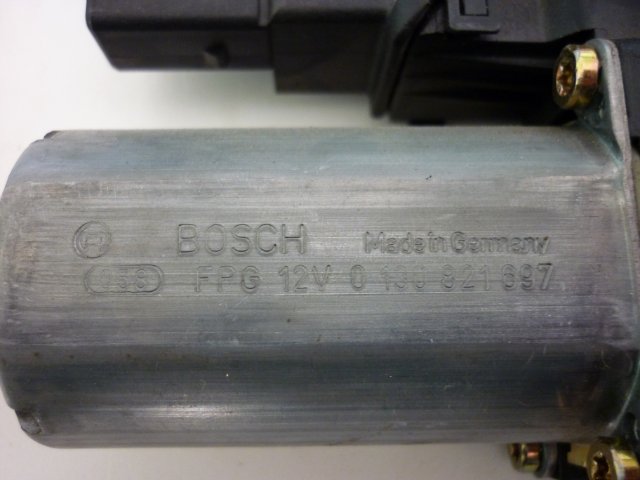 BOSCH Made in Germany
FPG 12V 0 130 821 697